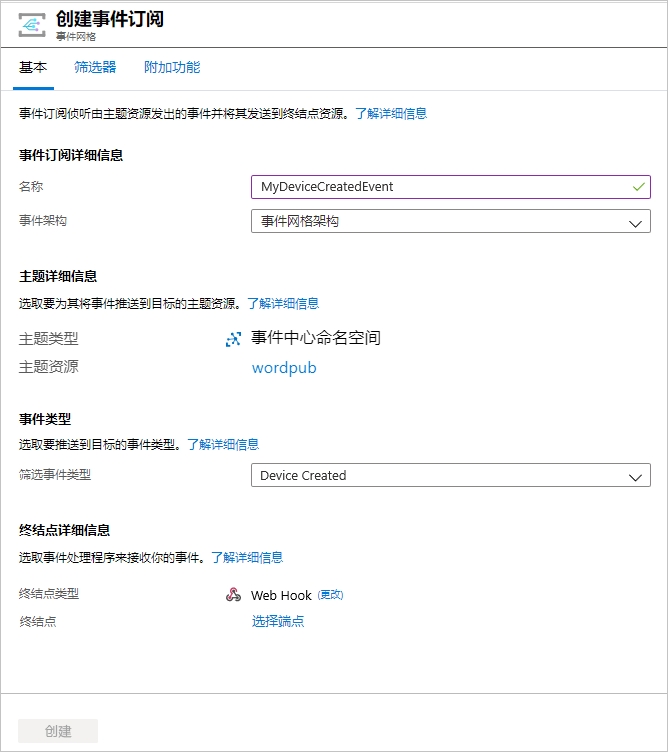 创建事件订阅
事件网格
基本 筛选器 附加功能
事件订阅侦听由主题资源发出的事件并将其发送到终结点资源。了解详细信息
事件订阅详细信息
名称 MyDeviceCreatedEvent
事件架构 事件网格架构
主题详细信息
选取要为其将事件推送到目标的主题资源。了解详细信息
主题类型 事件中心命名空间
主题资源 wordpub
事件类型
选取要推送到目标的事件类型。了解详细信息
筛选事件类型 Device Created
终结点详细信息
选取事件处理程序来接收你的事件。了解详细信息
终结点类型 Web Hook (更改)
终结点 选择端点
创建